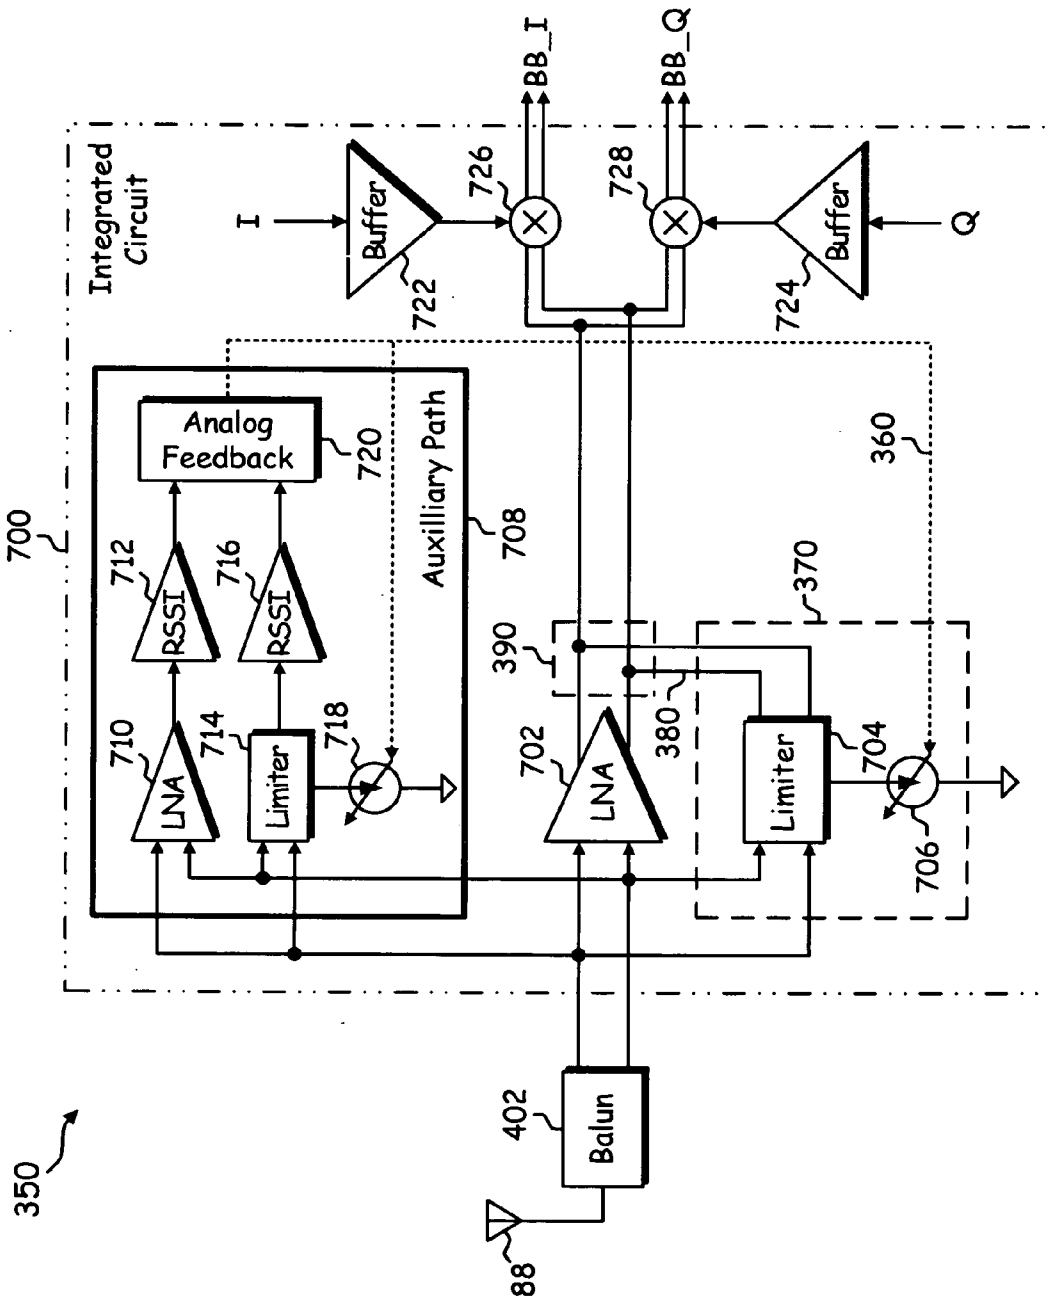 350
700
Integrated
Circuit
710
712
LNA
RSSI
Analog
Feedback
714
716
I
Limiter
RSSI
718
720
Buffer
722
Auxilliary Path
708
726
88
402
702
390
BB_I
Balun
LNA
728
BB_Q
380
724
Limiter
370
Buffer
704
360
706
Q